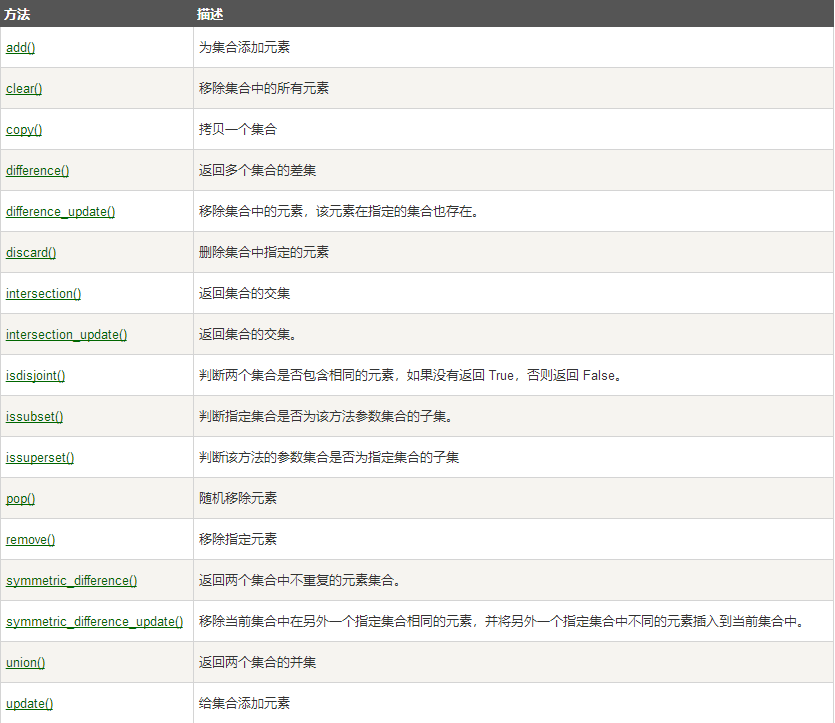 方法 描述
add() 为集合添加元素
clear() 移除集合中的所有元素
copy() 拷贝一个集合
difference() 返回多个集合的差集
difference_update() 移除集合中的元素，该元素在指定的集合也存在。
discard() 删除集合中指定的元素
intersection() 返回集合的交集
intersection_update() 返回集合的交集。
isdisjoint() 判断两个集合是否包含相同的元素，如果没有返回 True，否则返回 False。
issubset() 判断指定集合是否为该方法参数集合的子集。
issuperset() 判断该方法的参数集合是否为指定集合的子集
pop() 随机移除元素
remove() 移除指定元素
symmetric_difference() 返回两个集合中不重复的元素集合。
symmetric_difference_update() 移除当前集合中在另外一个指定集合相同的元素，并将另外一个指定集合中不同的元素插入到当前集合中。
union() 返回两个集合的并集
update() 给集合添加元素